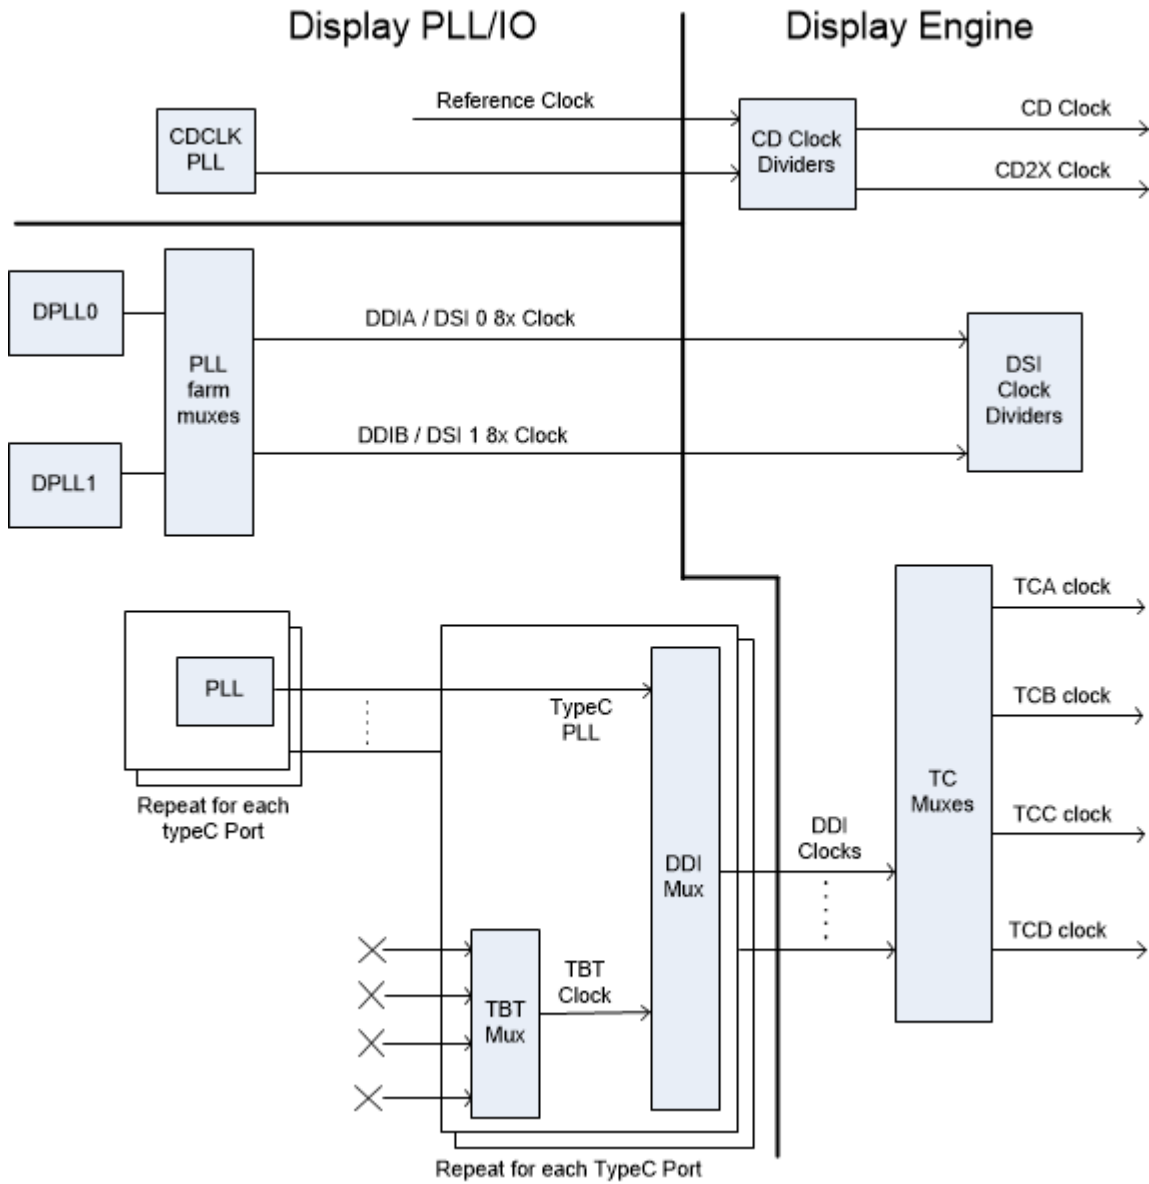 Display PLL/IO
Display Engine
Reference Clock
CDCLK
PLL
CD Clock
Dividers
CD Clock
CD2X Clock
DPLL0
DPLL1
PLL
farm
muxes
DDIA / DSI 0 8x Clock
DDIB / DSI 1 8x Clock
DSI
Clock
Dividers
PLL
Repeat for each
typeC Port
TypeC
PLL
TBT
Mux
TBT
Clock
DDI
Mux
Repeat for each TypeC Port
DDI
Clocks
TC
Muxes
TCA clock
TCB clock
TCC clock
TCD clock